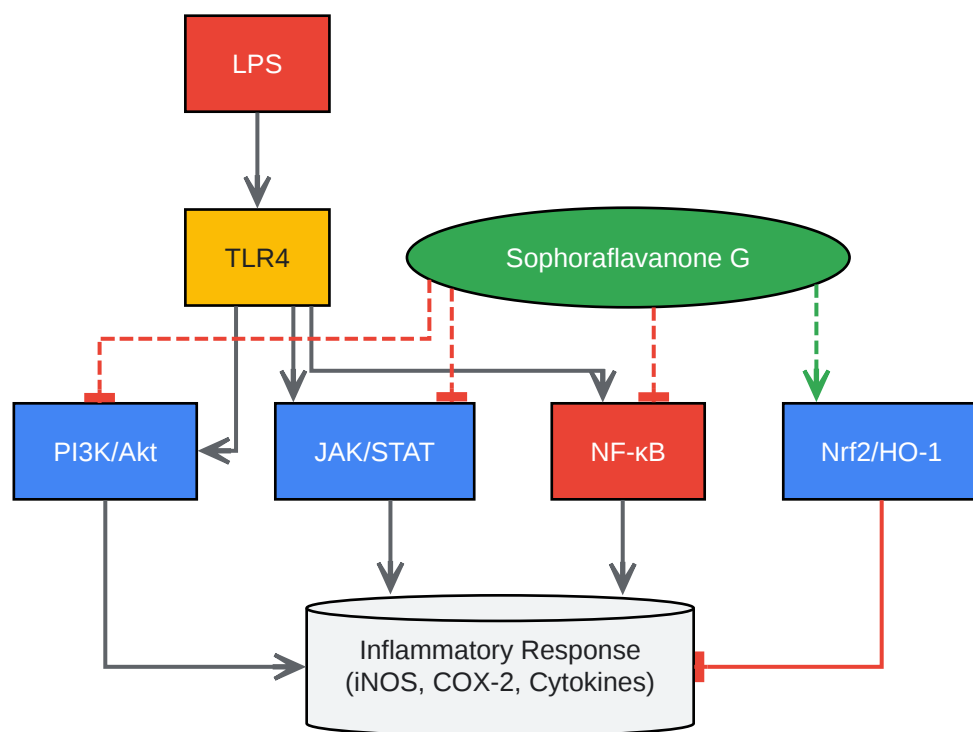 LPS
TLR4
Sophoraflavanone G
PI3K/Akt
JAK/STAT
NF-κB
Nrf2/HO-1
Inflammatory Response
(iNOS, COX-2, Cytokines)